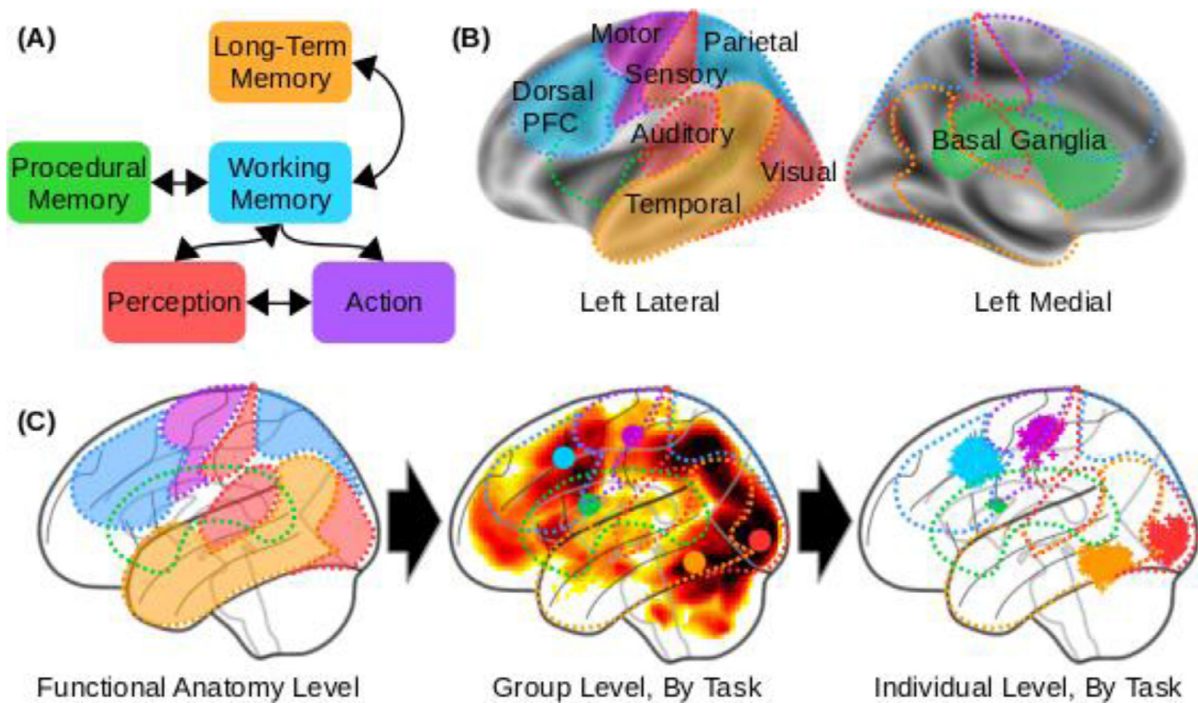 (A)
Long-Term
Memory
Procedural
Memory
Working
Memory
Perception
Action
(B)
Motor
Parietal
Sensory
Dorsal
PFC
Auditory
Visual
Temporal
Basal Ganglia
Left Lateral
Left Medial
(C)
Functional Anatomy Level
Group Level, By Task
Individual Level, By Task